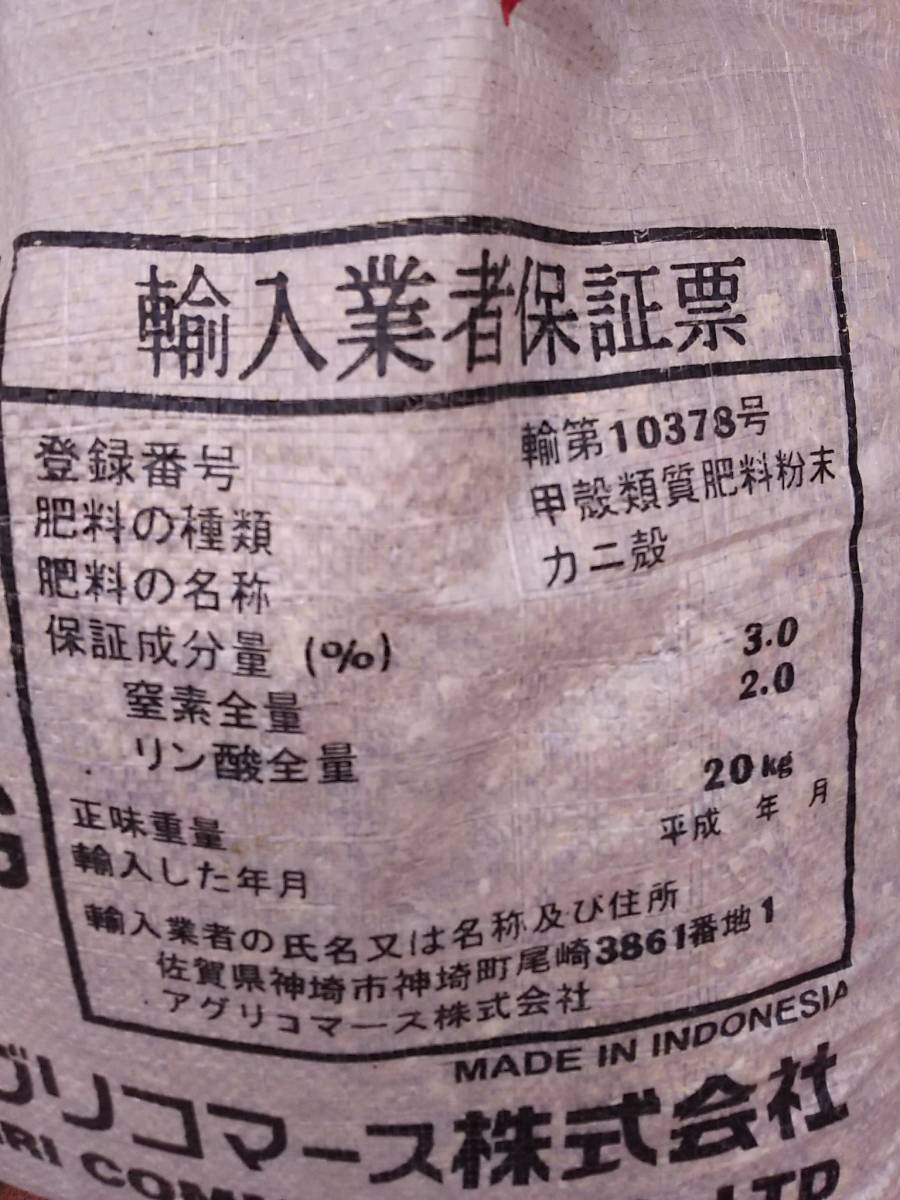 輸入業者保証票
登録番号 輸第10378号
肥料の種類 甲殻類質肥料粉末
肥料の名称 カニ殻
保証成分量 (%)
窒素全量 3.0
リン酸全量 2.0
正味重量 20kg
輸入した年月 平成 年 月
輸入業者の氏名又は名称及び住所
佐賀県神埼市神埼町尾崎3861番地1
アグリコマース株式会社
MADE IN INDONESIA
グリコマース株式会社
RI COMM LTD